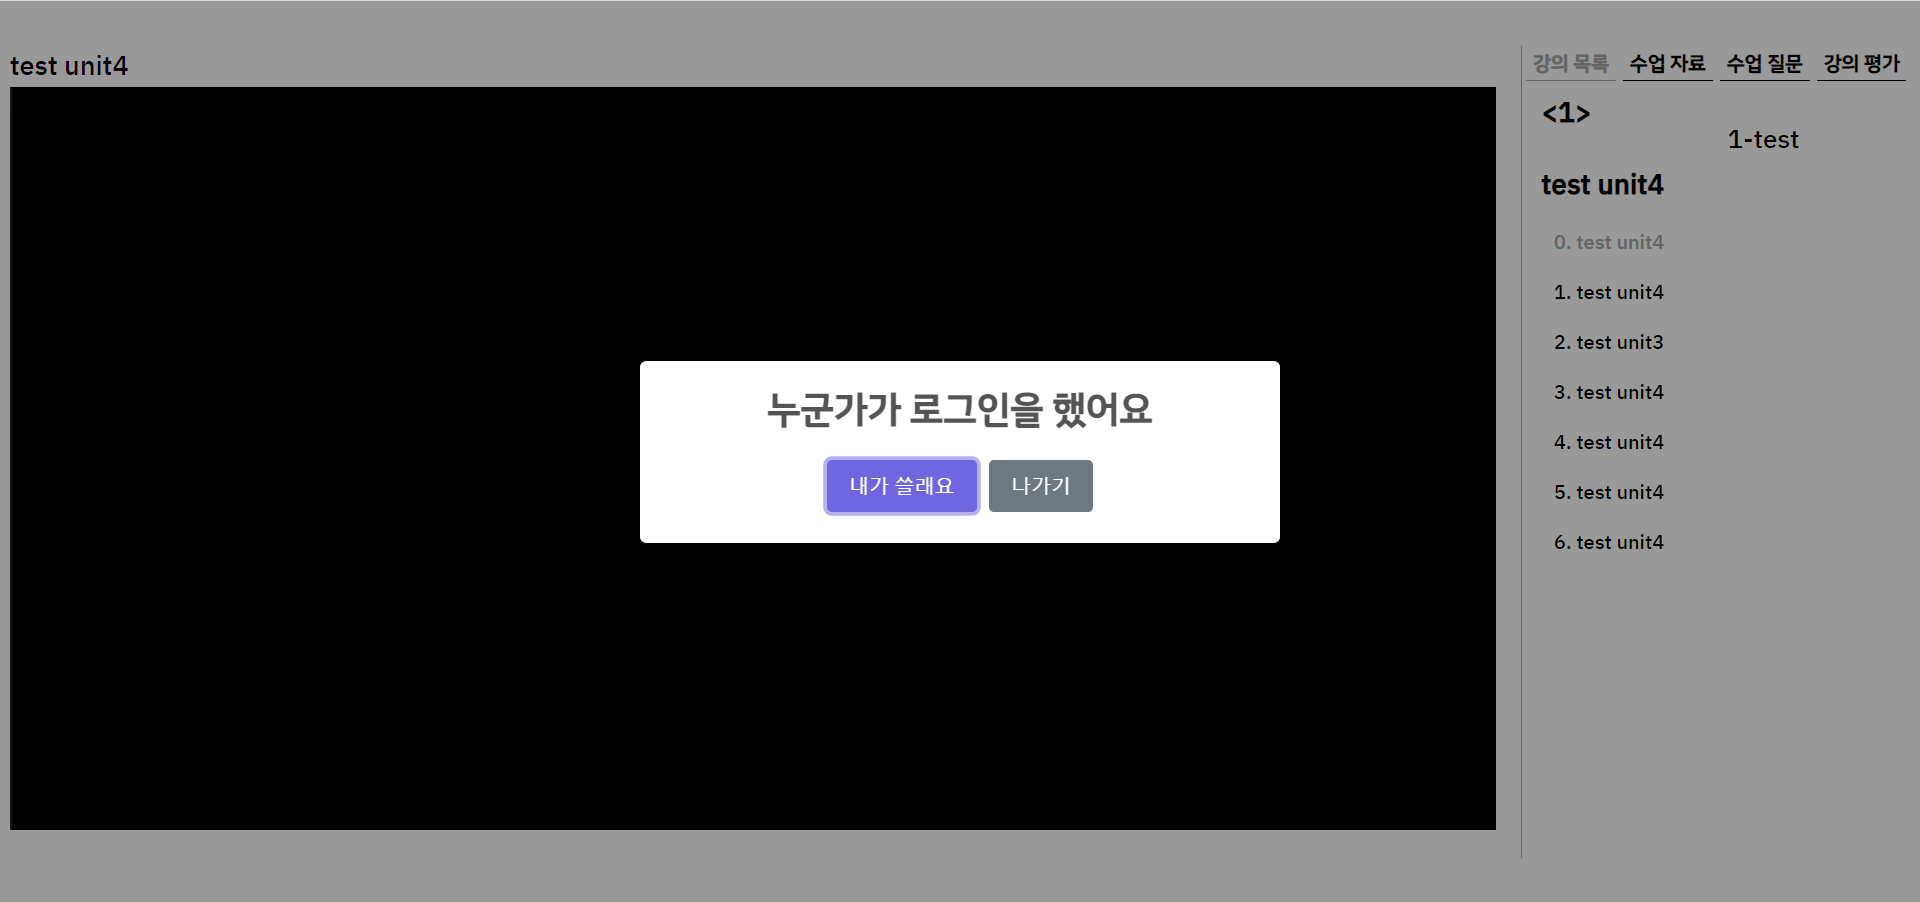 test unit4
강의 목록 수업 자료 수업 질문 강의 평가
<1>
1-test
test unit4
0. test unit4
1. test unit4
2. test unit3
3. test unit4
4. test unit4
5. test unit4
6. test unit4
누군가가 로그인을 했어요
내가 쓸래요 나가기